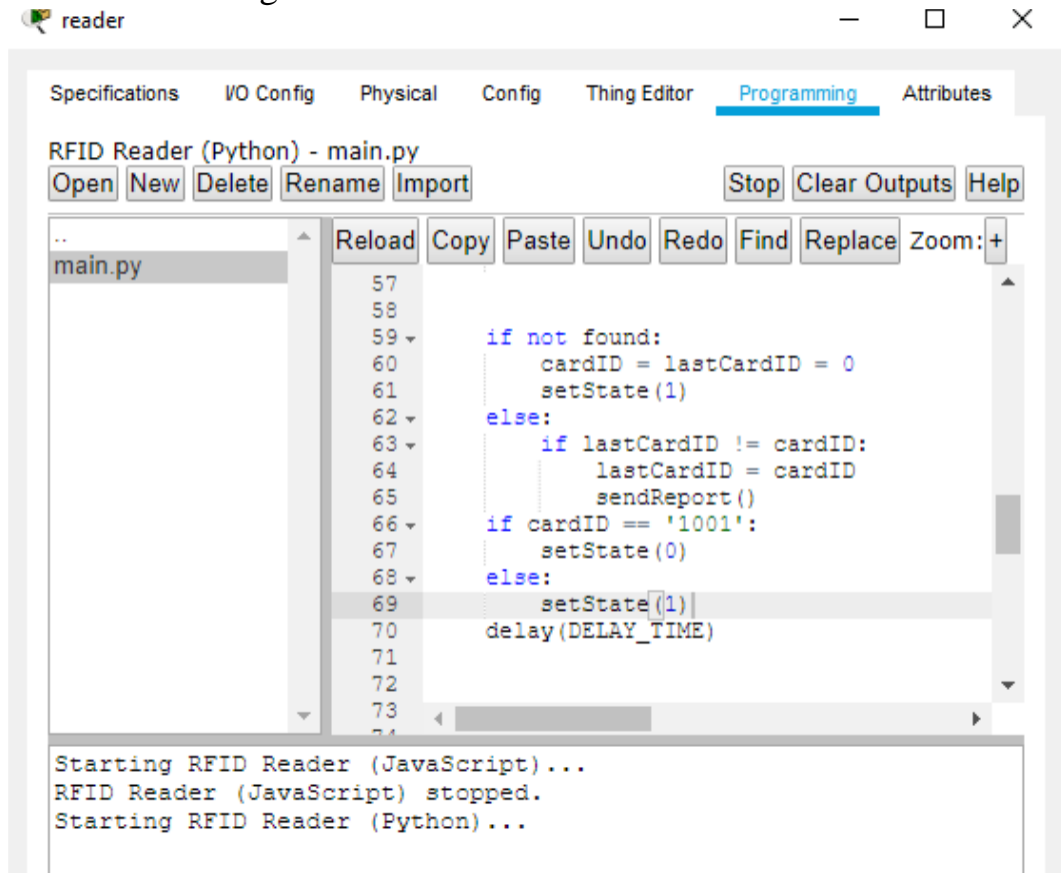 reader
Specifications I/O Config Physical Config Thing Editor Programming Attributes
RFID Reader (Python) - main.py
Open New Delete Rename Import Stop Clear Outputs Help
..
main.py
Reload Copy Paste Undo Redo Find Replace Zoom: +
57
58
59 if not found:
60 cardID = lastCardID = 0
61 setState(1)
62 else:
63 if lastCardID != cardID:
64 lastCardID = cardID
65 sendReport()
66 if cardID == '1001':
67 setState(0)
68 else:
69 setState(1)
70 delay(DELAY_TIME)
71
72
73
Starting RFID Reader (JavaScript)...
RFID Reader (JavaScript) stopped.
Starting RFID Reader (Python)...